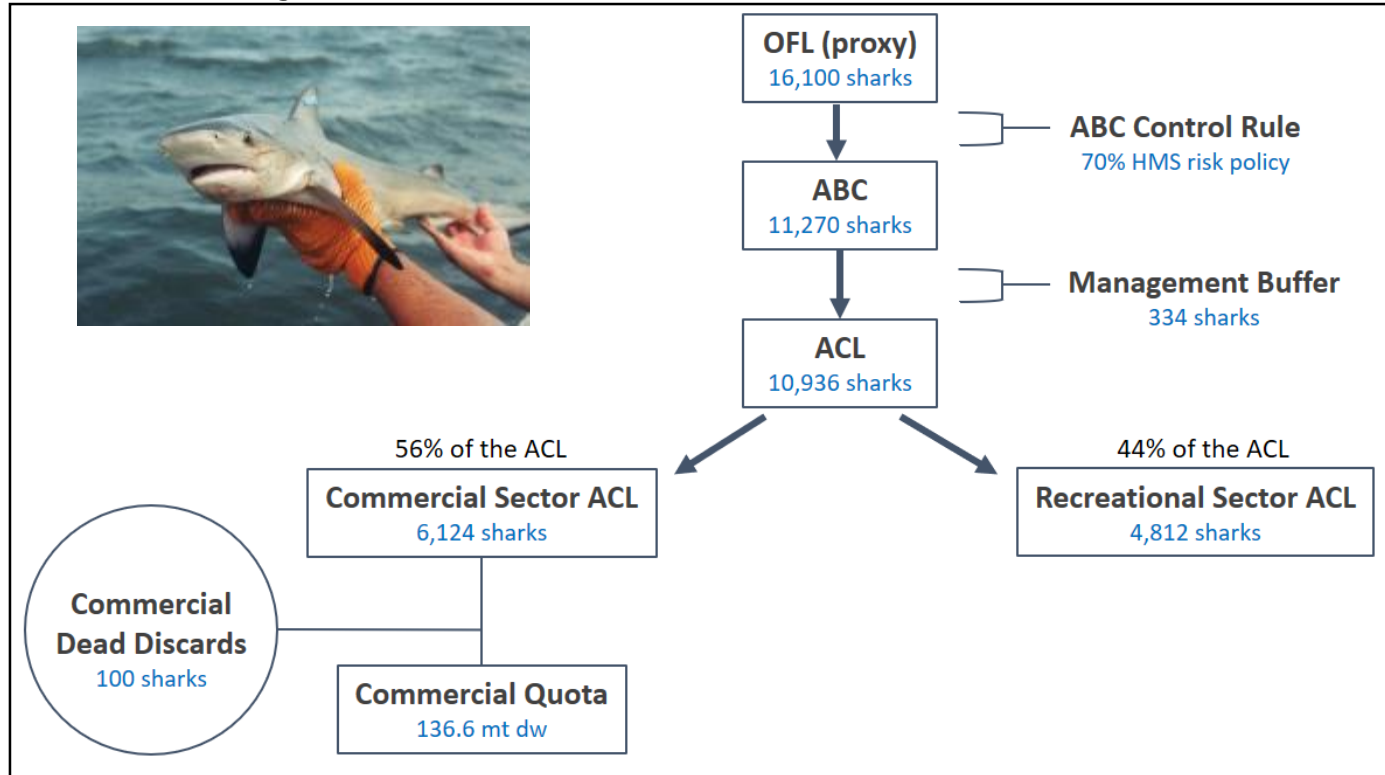 OFL (proxy)
16,100 sharks
ABC Control Rule
70% HMS risk policy
ABC
11,270 sharks
Management Buffer
334 sharks
ACL
10,936 sharks
56% of the ACL
44% of the ACL
Commercial Sector ACL
6,124 sharks
Recreational Sector ACL
4,812 sharks
Commercial
Dead Discards
100 sharks
Commercial Quota
136.6 mt dw